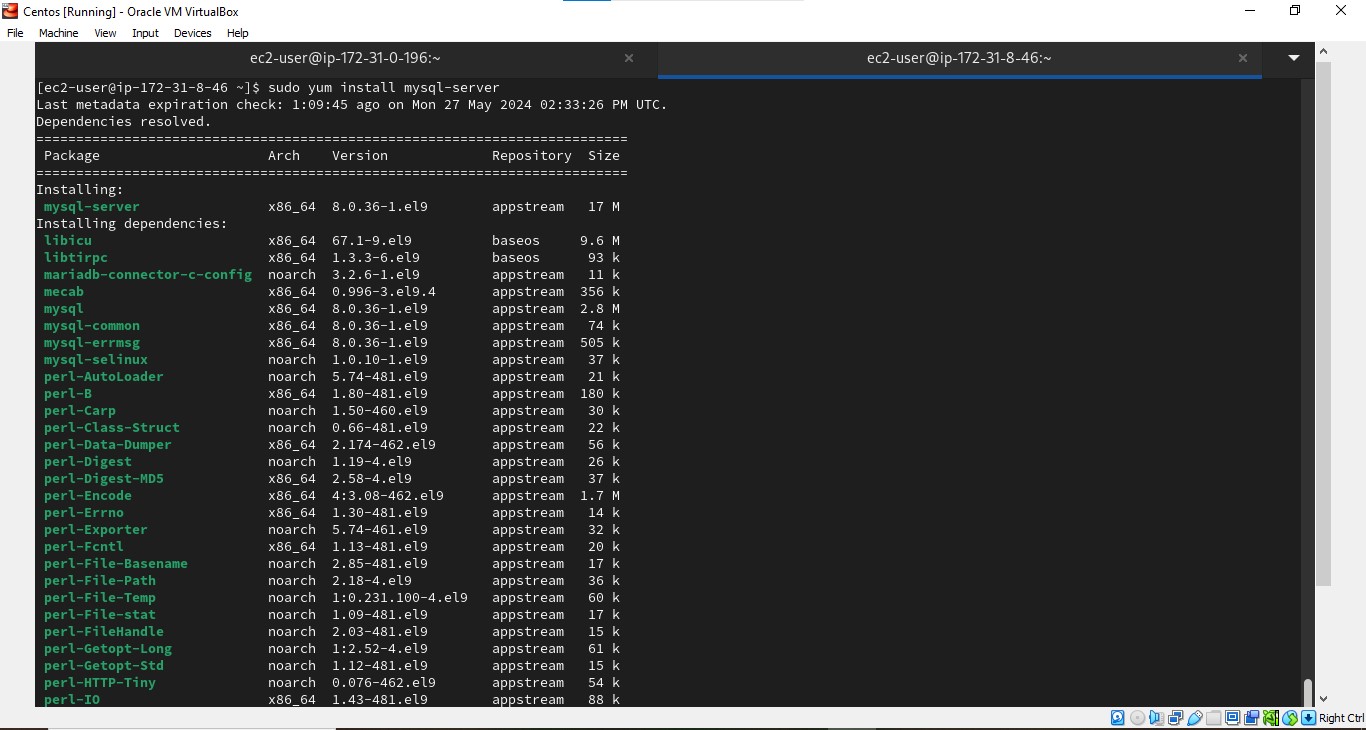 Centos [Running] - Oracle VM VirtualBox
File Machine View Input Devices Help
ec2-user@ip-172-31-0-196:~ × ec2-user@ip-172-31-8-46:~ ×
[ec2-user@ip-172-31-8-46 ~]$ sudo yum install mysql-server
Last metadata expiration check: 1:09:45 ago on Mon 27 May 2024 02:33:26 PM UTC.
Dependencies resolved.
==========================================================================
Package Arch Version Repository Size
==========================================================================
Installing:
mysql-server x86_64 8.0.36-1.el9 appstream 17 M
Installing dependencies:
libicu x86_64 67.1-9.el9 baseos 9.6 M
libtirpc x86_64 1.3.3-6.el9 baseos 93 k
mariadb-connector-c-config noarch 3.2.6-1.el9 appstream 11 k
mecab x86_64 0.996-3.el9.4 appstream 356 k
mysql x86_64 8.0.36-1.el9 appstream 2.8 M
mysql-common x86_64 8.0.36-1.el9 appstream 74 k
mysql-errmsg x86_64 8.0.36-1.el9 appstream 505 k
mysql-selinux noarch 1.0.10-1.el9 appstream 37 k
perl-AutoLoader noarch 5.74-481.el9 appstream 21 k
perl-B x86_64 1.80-481.el9 appstream 180 k
perl-Carp noarch 1.50-460.el9 appstream 30 k
perl-Class-Struct noarch 0.66-481.el9 appstream 22 k
perl-Data-Dumper x86_64 2.174-462.el9 appstream 56 k
perl-Digest noarch 1.19-4.el9 appstream 26 k
perl-Digest-MD5 x86_64 2.58-4.el9 appstream 37 k
perl-Encode x86_64 4:3.08-462.el9 appstream 1.7 M
perl-Errno x86_64 1.30-481.el9 appstream 14 k
perl-Exporter noarch 5.74-461.el9 appstream 32 k
perl-Fcntl x86_64 1.13-481.el9 appstream 20 k
perl-File-Basename noarch 2.85-481.el9 appstream 17 k
perl-File-Path noarch 2.18-4.el9 appstream 36 k
perl-File-Temp noarch 1:0.231.100-4.el9 appstream 60 k
perl-File-stat noarch 1.09-481.el9 appstream 17 k
perl-FileHandle noarch 2.03-481.el9 appstream 15 k
perl-Getopt-Long noarch 1:2.52-4.el9 appstream 61 k
perl-Getopt-Std noarch 1.12-481.el9 appstream 15 k
perl-HTTP-Tiny noarch 0.076-462.el9 appstream 54 k
perl-IO x86_64 1.43-481.el9 appstream 88 k
Right Ctrl